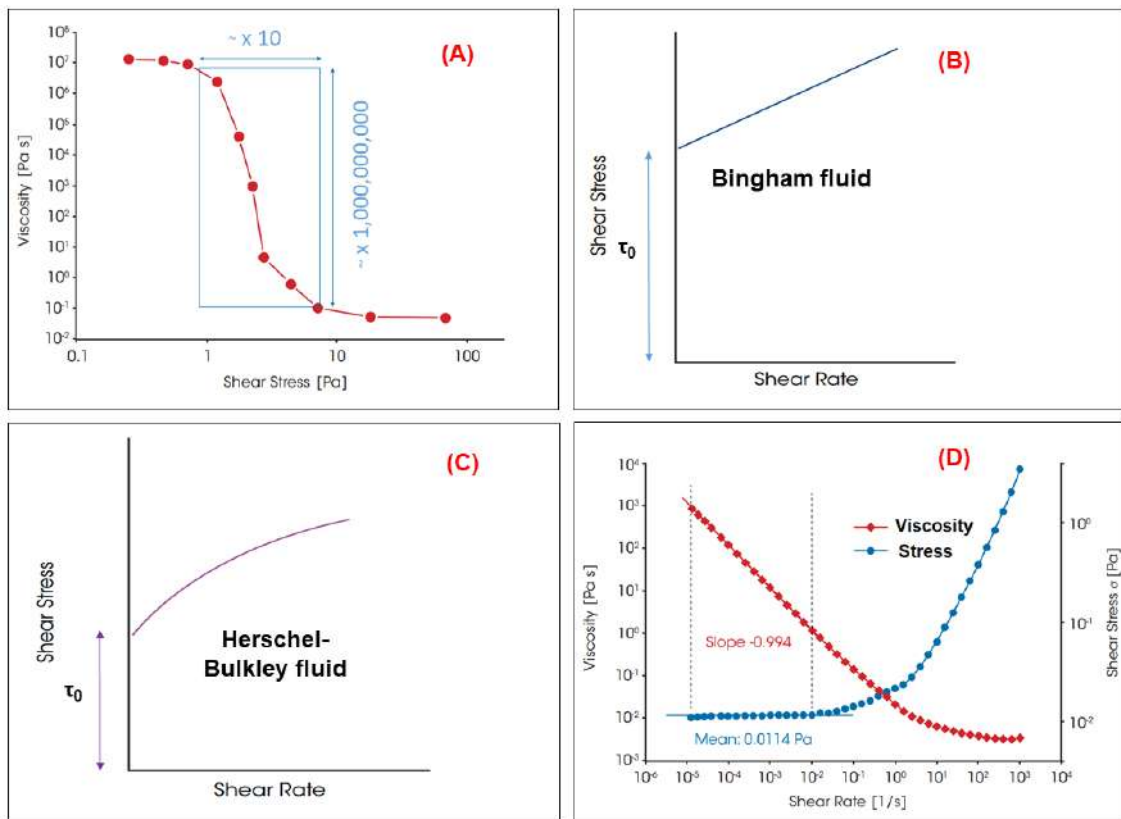 (A)
~ x 10
~ x 1,000,000,000
Viscosity [Pa s]
10⁸
10⁷
10⁶
10⁵
10⁴
10³
10²
10¹
10⁰
10⁻¹
10⁻²
0.1 1 10 100
Shear Stress [Pa]
(B)
Shear Stress
τ₀
Bingham fluid
Shear Rate
(C)
Shear Stress
τ₀
Herschel-
Bulkley fluid
Shear Rate
(D)
Viscosity [Pa s]
10⁴
10³
10²
10¹
10⁰
10⁻¹
10⁻²
10⁻³
Viscosity
Stress
Slope -0.994
Mean: 0.0114 Pa
Shear Stress σ [Pa]
10⁰
10⁻¹
10⁻²
10⁻⁶ 10⁻⁵ 10⁻⁴ 10⁻³ 10⁻² 10⁻¹ 10⁰ 10¹ 10² 10³ 10⁴
Shear Rate [1/s]